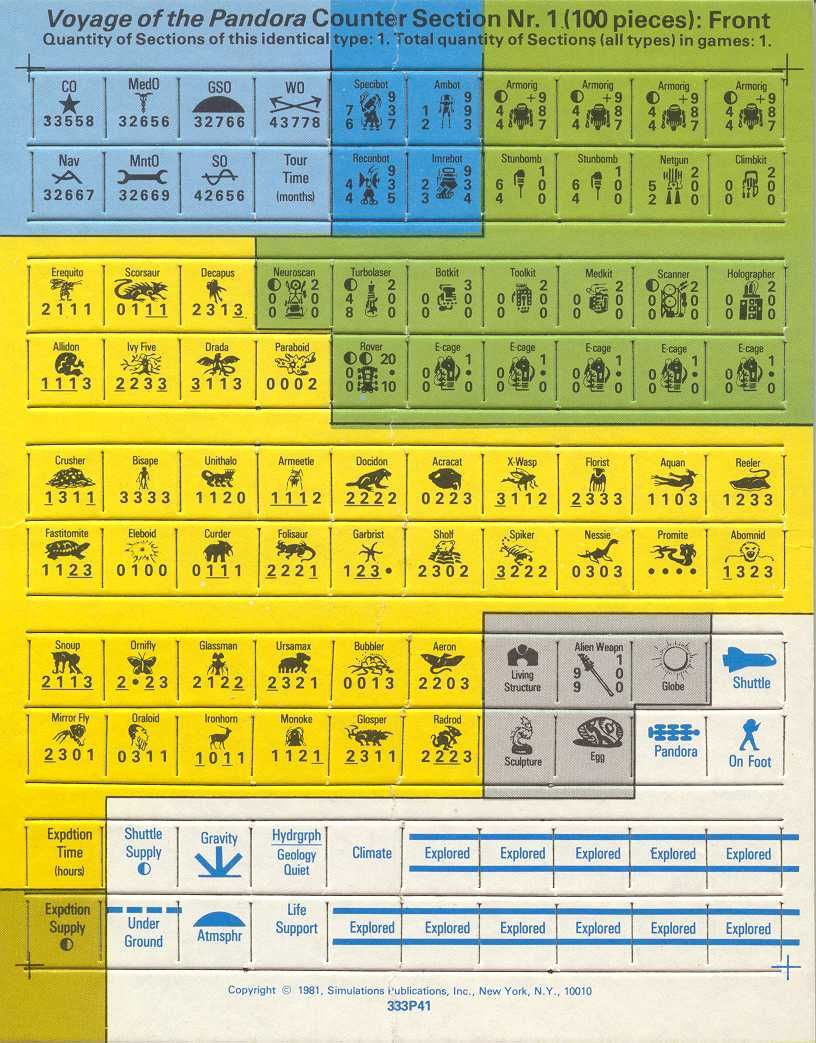 Voyage of the Pandora Counter Section Nr. 1 (100 pieces): Front
Quantity of Sections of this identical type: 1. Total quantity of Sections (all types) in games: 1.
CO MedO GSO WO Specibot Ambot Armorig Armorig Armorig Armorig
33558 32656 32766 43778 7 6 9 3 7 1 2 9 9 3 4 4 +9 8 7 4 4 +9 8 7 4 4 +9 8 7 4 4 +9 8 7
Nav MntO SO Tour Time (months) Reconbot Imrebot Stunbomb Stunbomb Netgun Climbkit
32667 32669 42656 4 4 9 3 5 2 3 9 3 4 6 4 1 0 0 6 4 1 0 0 5 2 2 0 0 0 0 2 0 0
Erequito Scorsaur Decapus Neuroscan Turbolaser Botkit Toolkit Medkit Scanner Holographer
2111 0111 2313 0 0 2 0 0 4 8 2 0 0 0 0 3 0 0 0 0 2 0 0 0 0 2 0 0 0 0 2 0 0 0 0 2 0 0
Allidon Ivy Five Drada Paraboid Rover E-cage E-cage E-cage E-cage E-cage
1113 2233 3113 0002 0 0 20 • 10 0 0 1 • 0 0 0 1 • 0 0 0 1 • 0 0 0 1 • 0 0 0 1 • 0
Crusher Bisape Unithalo Armeetle Docidon Acracat X-Wasp Florist Aquan Reeler
1311 3333 1120 1112 2222 0223 3112 2333 1103 1233
Fastitomite Eleboid Curder Folisaur Garbrist Sholf Spiker Nessie Promite Abomnid
1123 0100 0111 2221 123• 2302 3222 0303 •••• 1323
Snoup Ornifly Glassman Ursamax Bubbler Aeron Living Structure Alien Weapn Globe Shuttle
2113 2•23 2122 2321 0013 2203 9 9 1 0 0
Mirror Fly Oraloid Ironhorn Monoke Glosper Radrod Sculpture Egg Pandora On Foot
2301 0311 1011 1121 2311 2223
Expdtion Time (hours) Shuttle Supply Gravity Hydrgrph Geology Quiet Climate Explored Explored Explored Explored Explored
Expdtion Supply Under Ground Atmsphr Life Support Explored Explored Explored Explored Explored Explored
Copyright © 1981, Simulations Publications, Inc., New York, N.Y., 10010
333P41